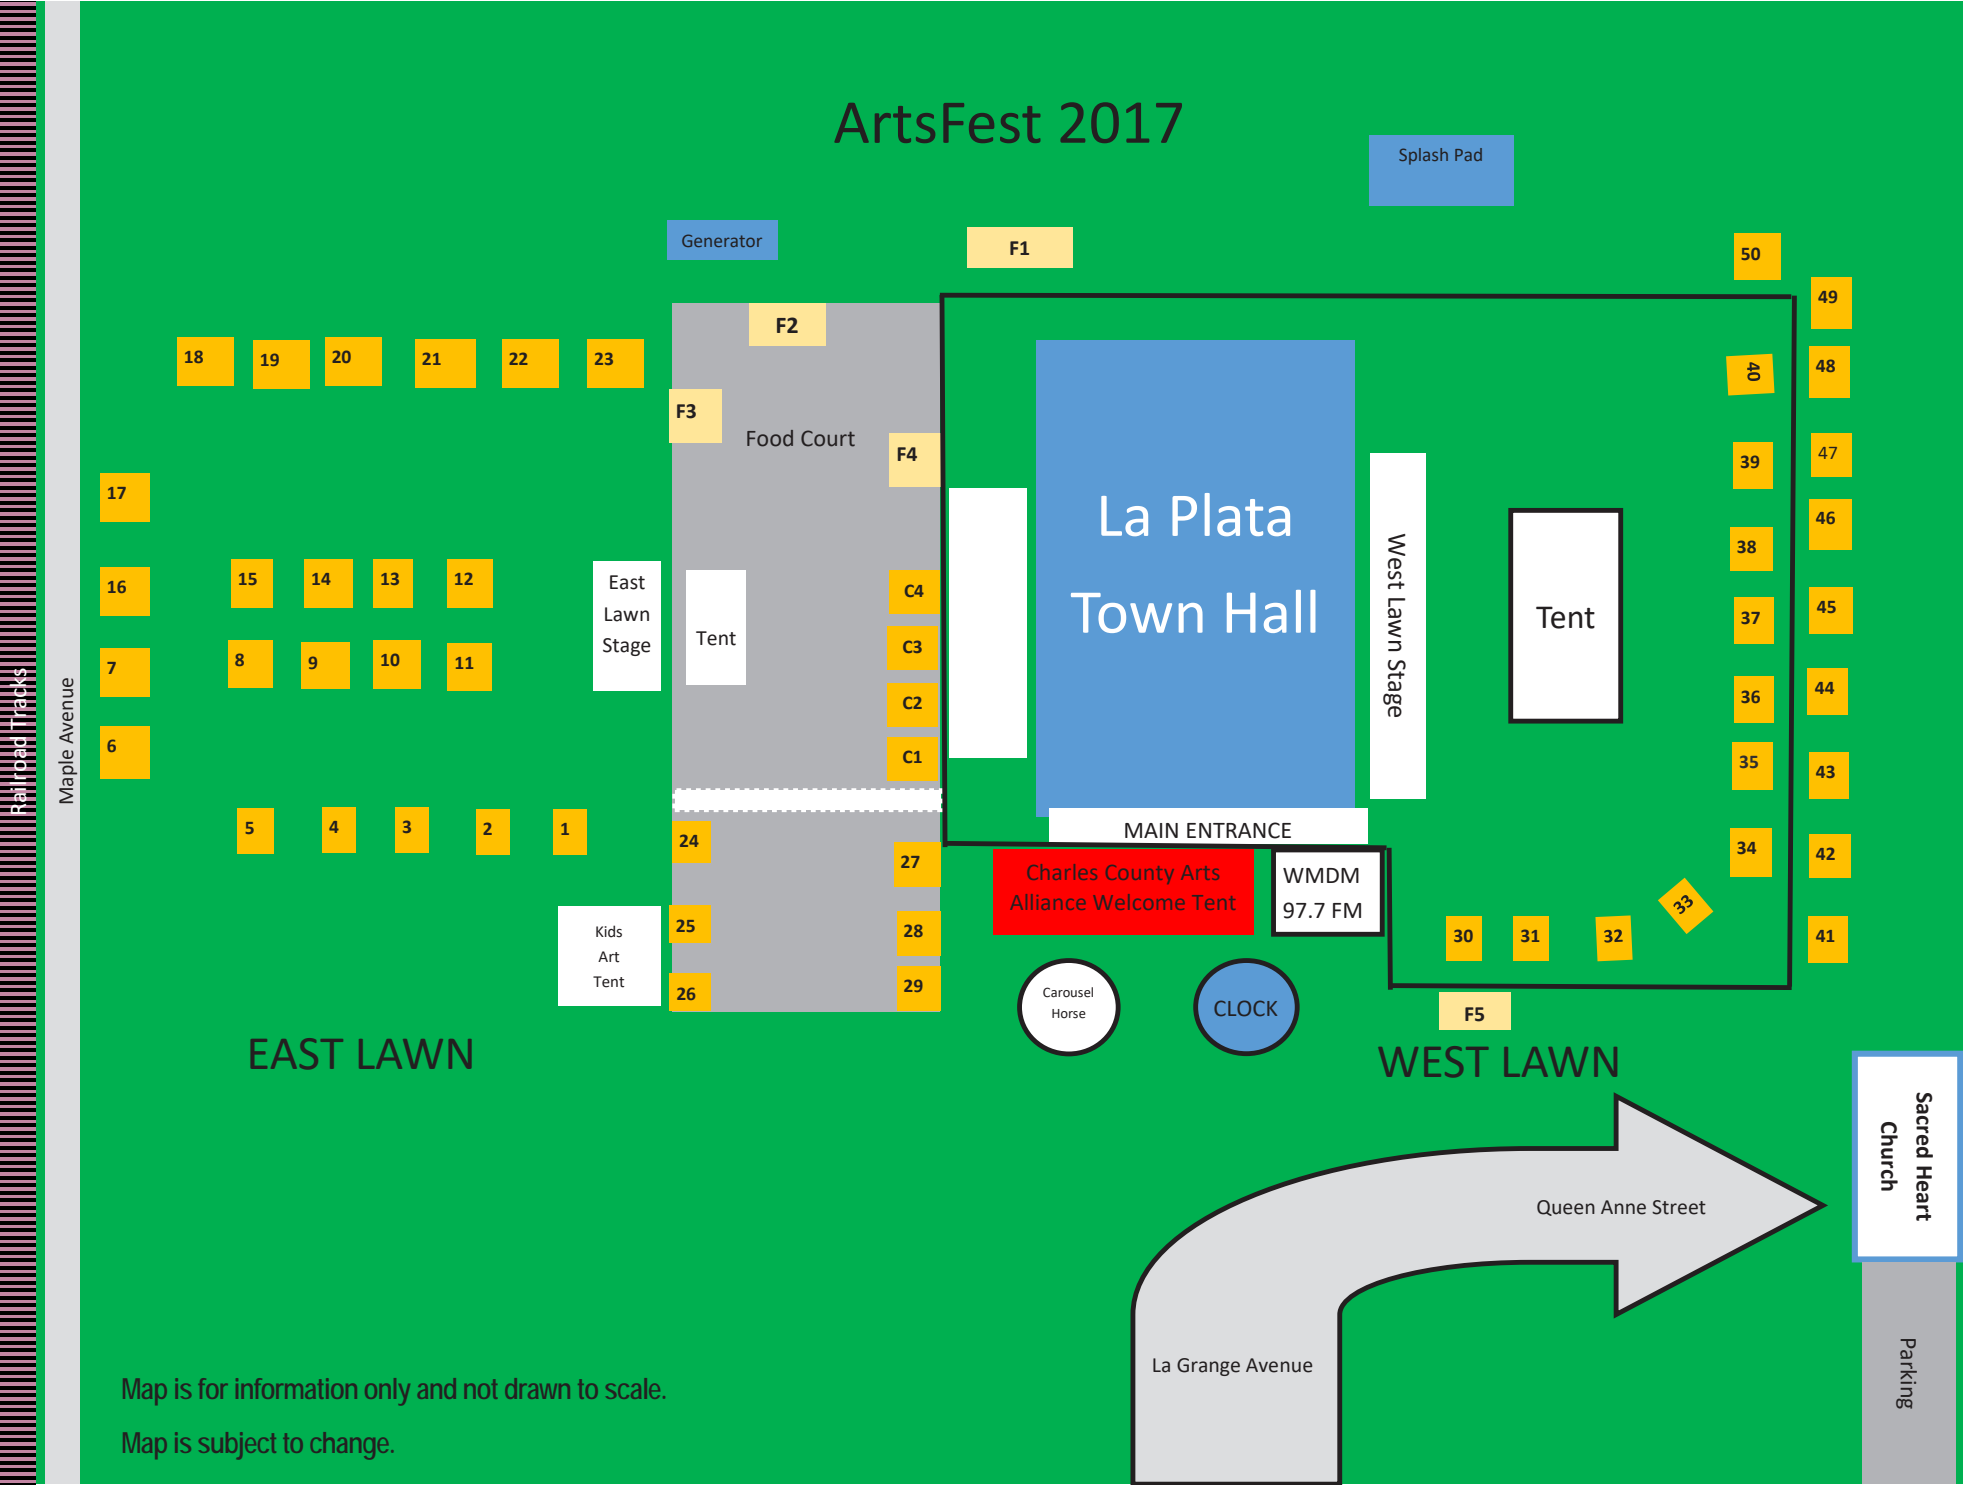 ArtsFest 2017
Splash Pad
Generator
F1
50
49
F2
18
19
20
21
22
23
48
40
F3
Food Court
F4
39
47
17
La Plata
Town Hall
46
West Lawn Stage
38
16
15
14
13
12
East
Lawn
Stage
Tent
C4
Tent
37
45
C3
7
8
9
10
11
C2
36
44
Railroad Tracks
Maple Avenue
6
C1
35
43
5
4
3
2
1
24
27
MAIN ENTRANCE
34
42
Charles County Arts
Alliance Welcome Tent
WMDM
97.7 FM
33
25
28
30
31
32
41
Kids
Art
Tent
26
29
Carousel
Horse
CLOCK
F5
EAST LAWN
WEST LAWN
Sacred Heart
Church
Queen Anne Street
La Grange Avenue
Parking
Map is for information only and not drawn to scale.
Map is subject to change.